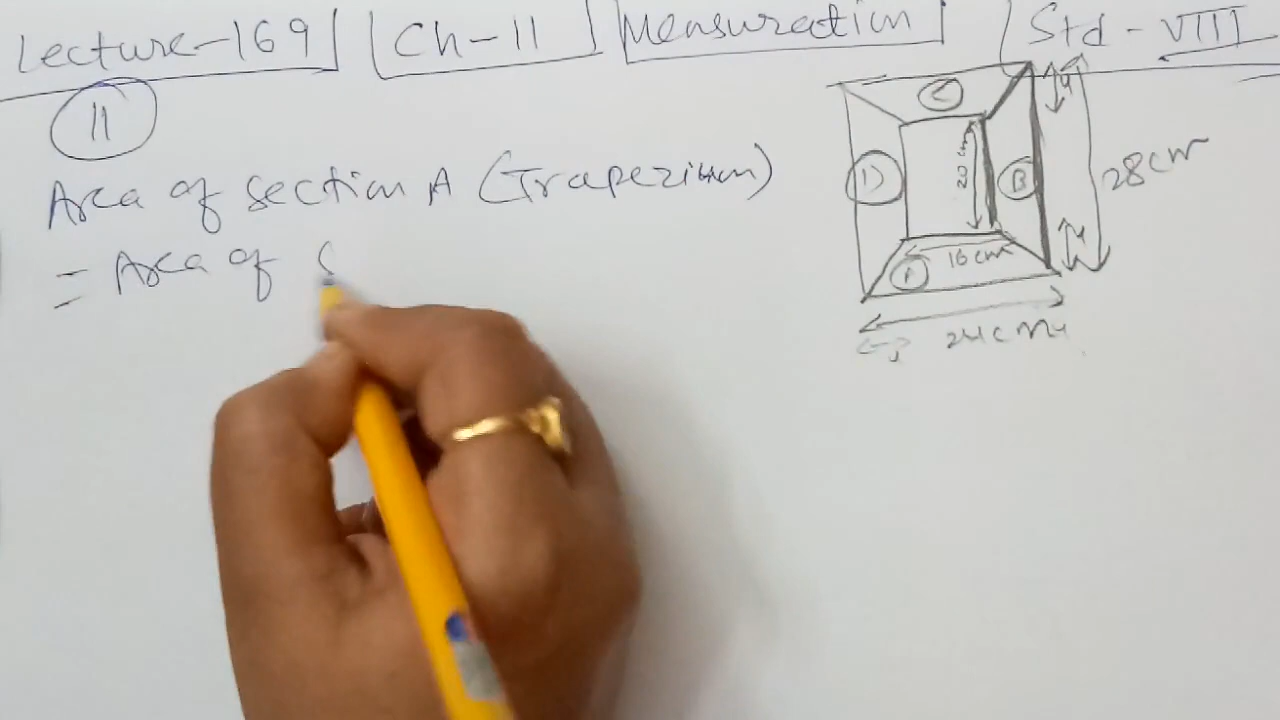 Lecture-169 Ch-11 Mensuration Std - VIII
11
Area of section A (Trapezium)
= Area of
C
D
B
A
20 cm
16 cm
28 cm
24 cm
4
4
4